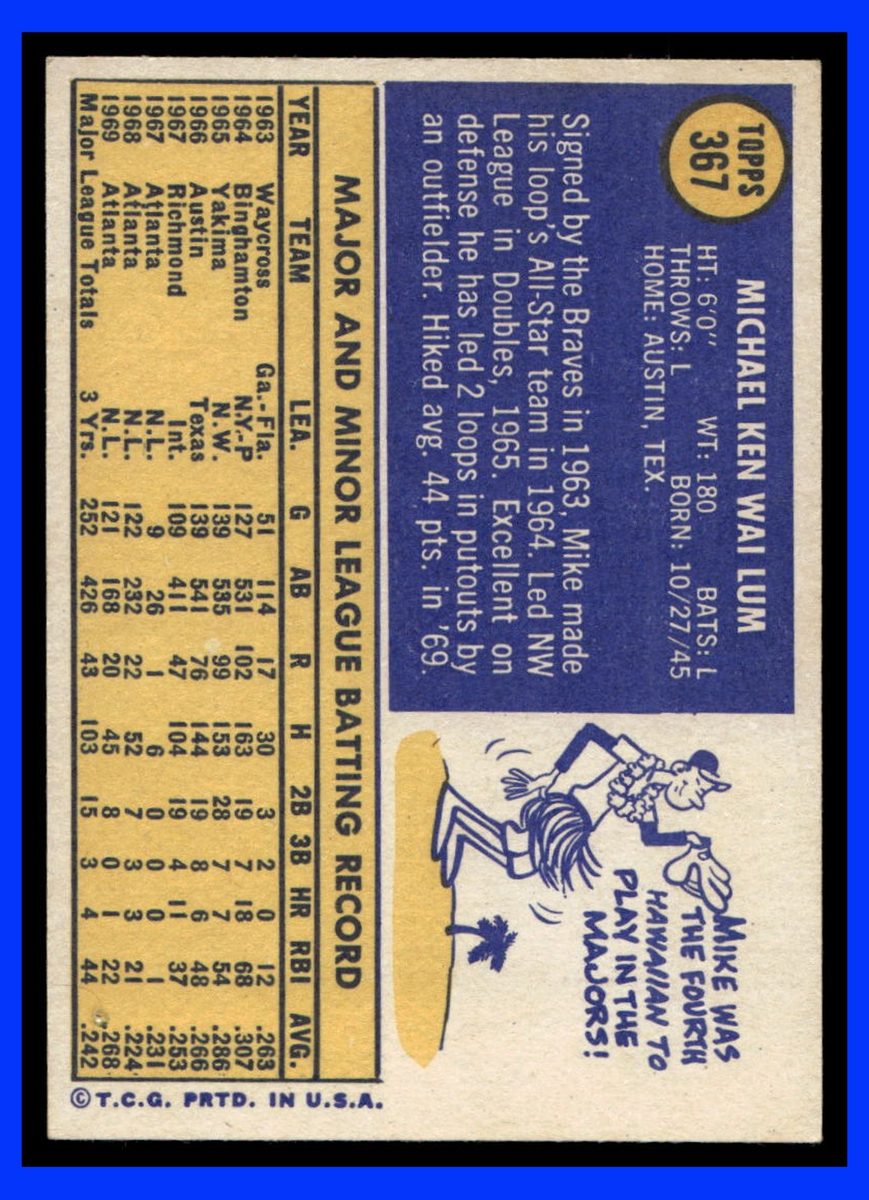 TOPPS
367
MICHAEL KEN WAI LUM
HT: 6'0" WT: 180 BATS: L
THROWS: L BORN: 10/27/45
HOME: AUSTIN, TEX.
Signed by the Braves in 1963, Mike made
his loop's All-Star team in 1964. Led NW
League in Doubles, 1965. Excellent on
defense he has led 2 loops in putouts by
an outfielder. Hiked avg. 44 pts. in '69.
MIKE WAS
THE FOURTH
HAWAIIAN TO
PLAY IN THE
MAJORS!
MAJOR AND MINOR LEAGUE BATTING RECORD
YEAR TEAM LEA. G AB R H 2B 3B HR RBI AVG.
1963 Waycross Ga.-Fla. 51 114 17 30 3 2 0 12 .263
1964 Binghamton N.Y.-P 127 531 102 163 19 7 18 68 .307
1965 Yakima N.W. 139 535 99 153 28 7 7 54 .286
1966 Austin Texas 139 541 76 144 19 8 6 48 .266
1967 Richmond Int. 109 411 47 104 19 4 11 37 .253
1967 Atlanta N.L. 9 26 1 6 0 0 0 1 .231
1968 Atlanta N.L. 122 232 22 52 7 3 3 21 .224
1969 Atlanta N.L. 121 168 20 45 8 0 1 22 .268
Major League Totals 3 Yrs. 252 426 43 103 15 3 4 44 .242
© T.C.G. PRTD. IN U.S.A.